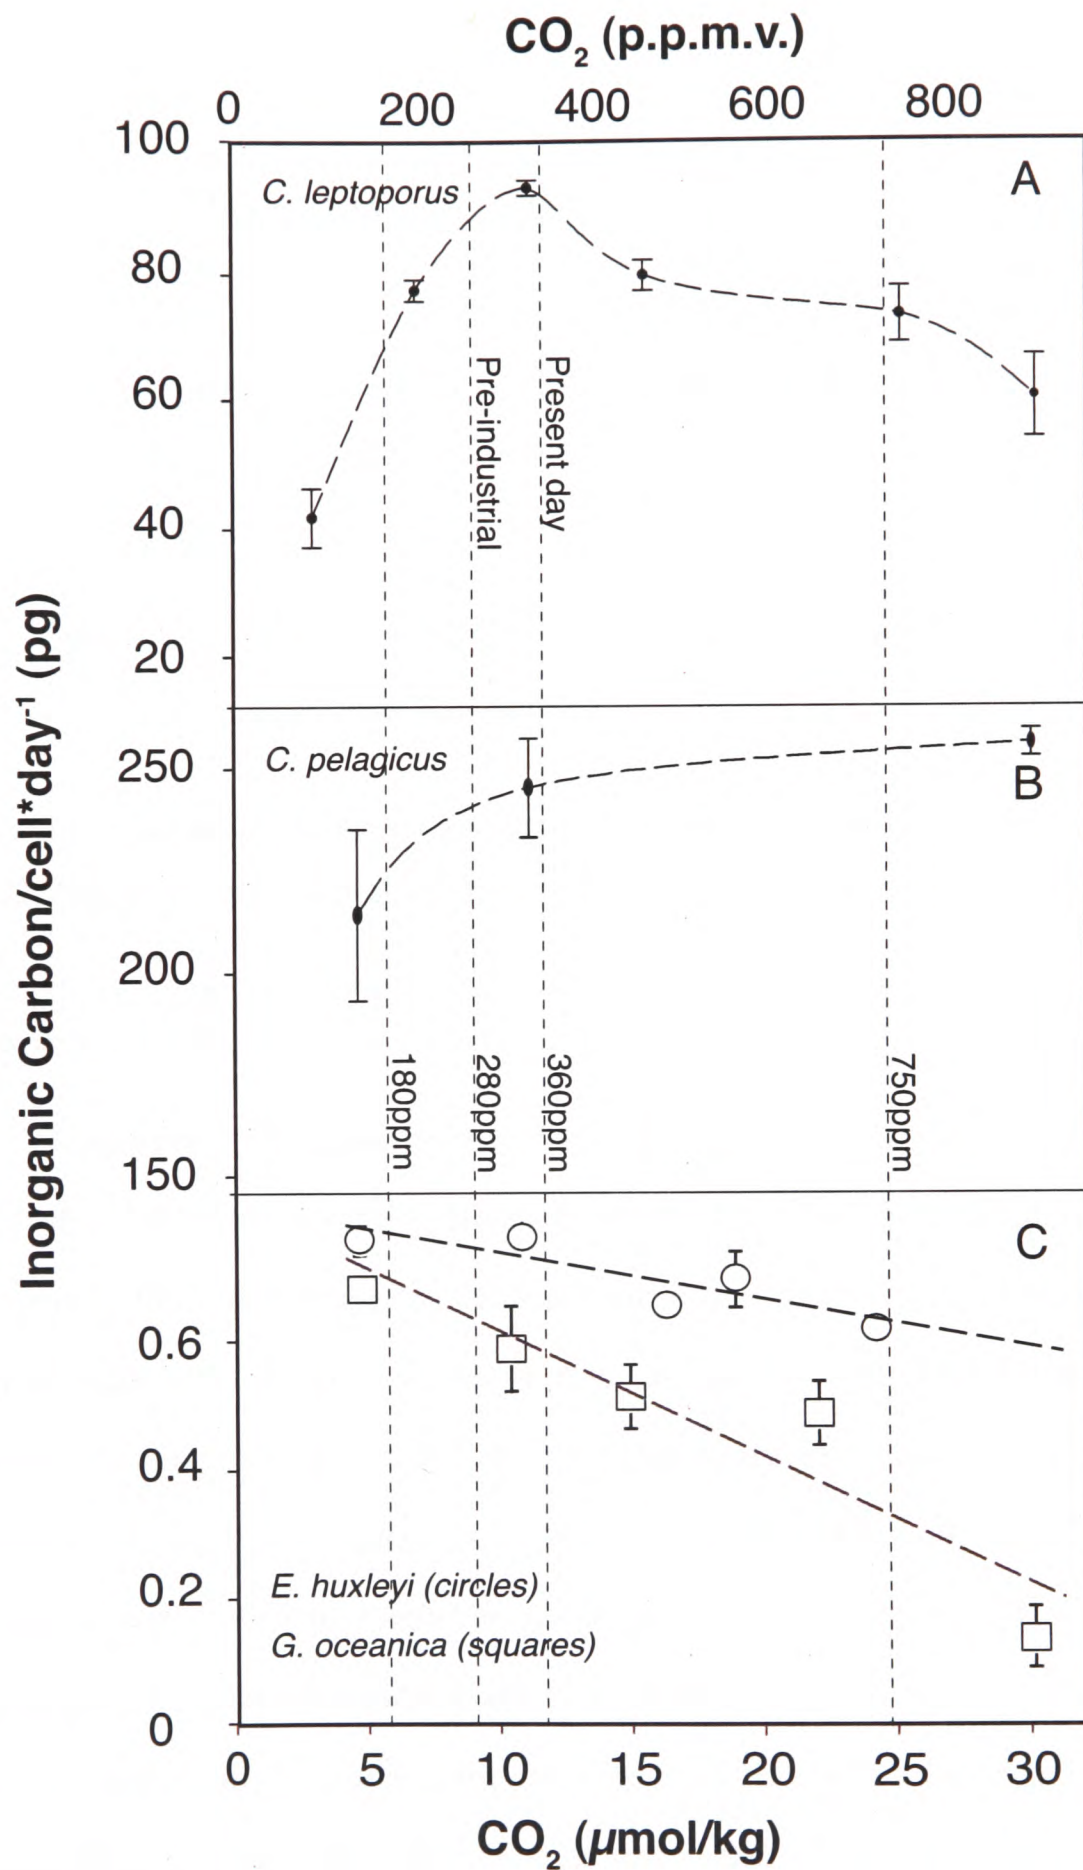 CO₂ (p.p.m.v.)
0 200 400 600 800
100
A
C. leptoporus
80
60
Pre-industrial
Present day
40
20
Inorganic Carbon/cell*day⁻¹ (pg)
250
C. pelagicus
B
200
180ppm
280ppm
360ppm
750ppm
150
C
0.6
0.4
0.2
E. huxleyi (circles)
G. oceanica (squares)
0
0 5 10 15 20 25 30
CO₂ (µmol/kg)